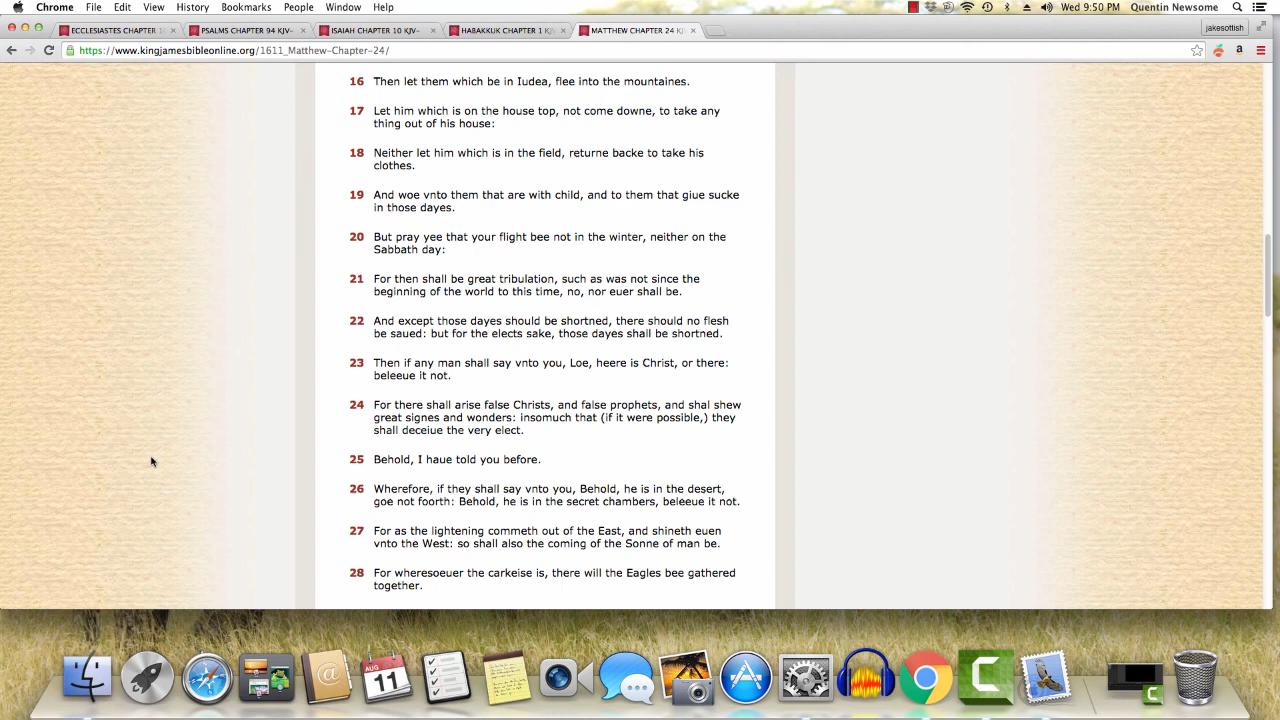 Chrome File Edit View History Bookmarks People Window Help Wed 9:50 PM Quentin Newsome
ECCLESIASTES CHAPTER PSALMS CHAPTER 94 KJV ISAIAH CHAPTER 10 KJV- HABAKKUK CHAPTER 1 KJV MATTHEW CHAPTER 24 KJV jakesottish
https://www.kingjamesbibleonline.org/1611_Matthew-Chapter-24/
16 Then let them which be in Iudea, flee into the mountaines.
17 Let him which is on the house top, not come downe, to take any
thing out of his house:
18 Neither let him which is in the field, returne backe to take his
clothes.
19 And woe vnto them that are with child, and to them that giue sucke
in those dayes.
20 But pray yee that your flight bee not in the winter, neither on the
Sabbath day:
21 For then shall be great tribulation, such as was not since the
beginning of the world to this time, no, nor euer shall be.
22 And except those dayes should be shortned, there should no flesh
be saued: but for the elects sake, those dayes shall be shortned.
23 Then if any man shall say vnto you, Loe, heere is Christ, or there:
beleeue it not.
24 For there shall arise false Christs, and false prophets, and shal shew
great signes and wonders: insomuch that (if it were possible,) they
shall deceiue the very elect.
25 Behold, I haue told you before.
26 Wherefore, if they shall say vnto you, Behold, he is in the desert,
goe not foorth: Behold, he is in the secret chambers, beleeue it not.
27 For as the lightening commeth out of the East, and shineth euen
vnto the West: so shall also the coming of the Sonne of man be.
28 For wheresoeuer the carkeise is, there will the Eagles bee gathered
together.
AUG
11